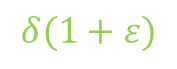 δ(1 + ε)